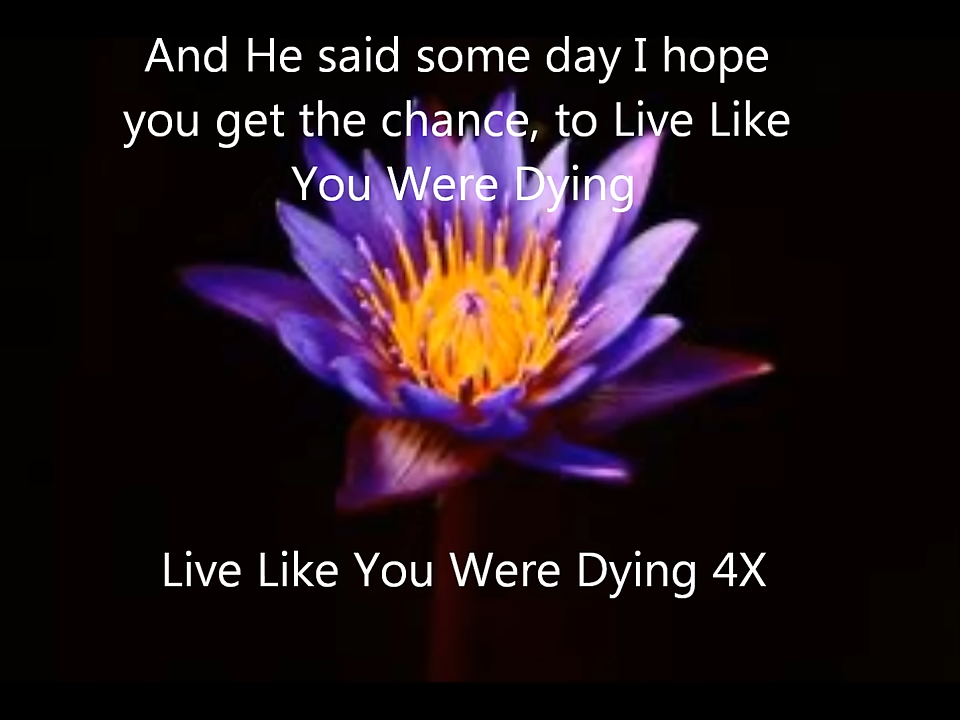 And He said some day I hope
you get the chance, to Live Like
You Were Dying
Live Like You Were Dying 4X